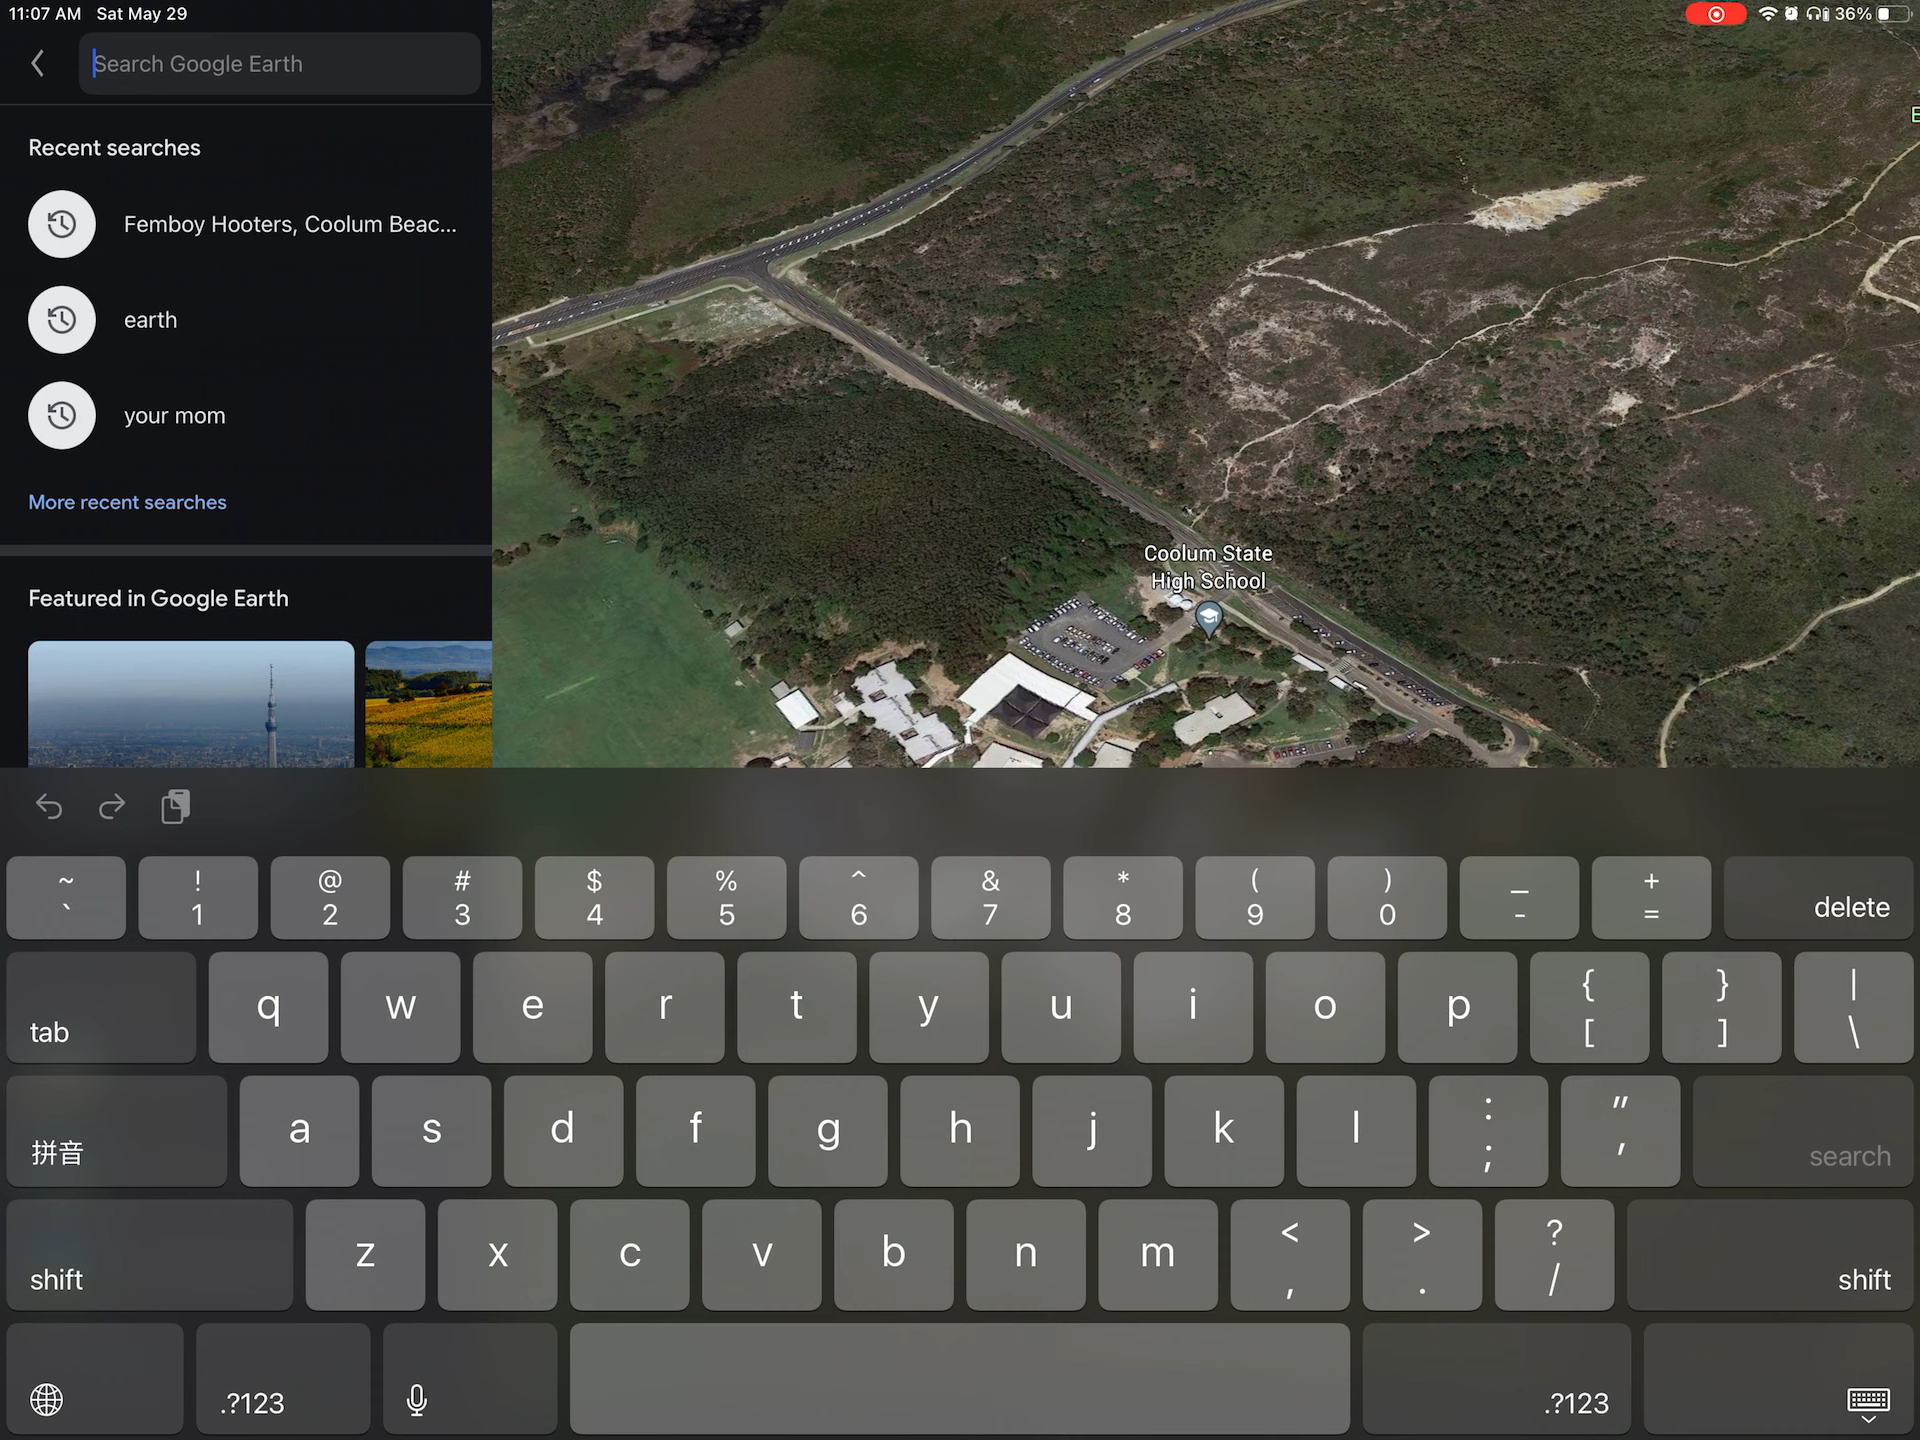 11:07 AM Sat May 29
36%
Search Google Earth
Recent searches
Femboy Hooters, Coolum Beac...
earth
your mom
More recent searches
Featured in Google Earth
E
Coolum State
High School
~ ! @ # $ % ^ & * ( ) _ +
` 1 2 3 4 5 6 7 8 9 0 - = delete
tab q w e r t y u i o p { [ } ] | \
拼音 a s d f g h j k l : ; " ' search
shift z x c v b n m < , > . ? / shift
.?123 .?123